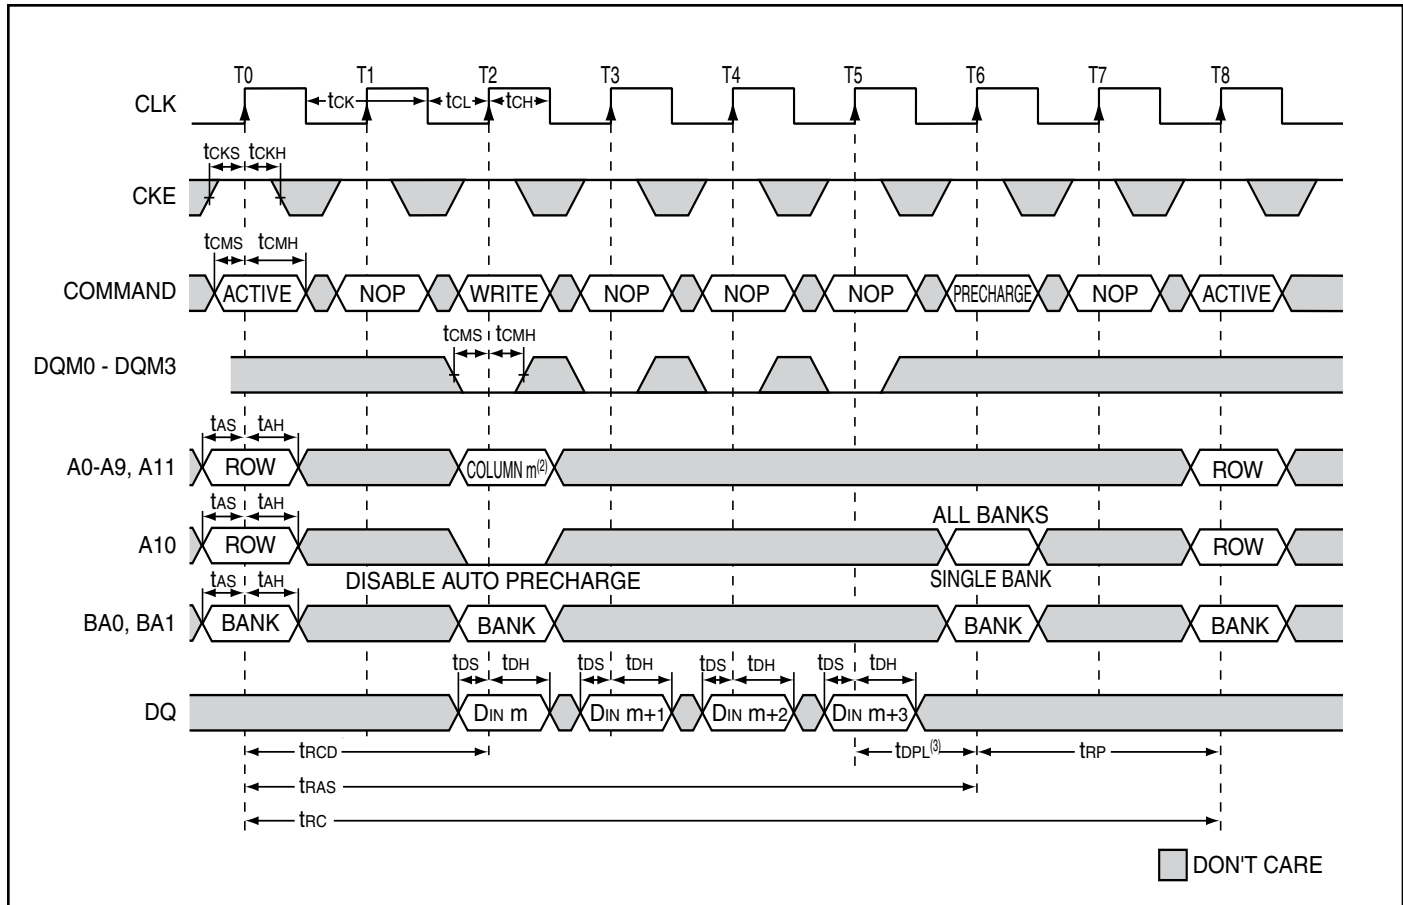 T0 T1 T2 T3 T4 T5 T6 T7 T8
CLK tCK tCL tCH
tCKS tCKH
CKE
tCMS tCMH
COMMAND ACTIVE NOP WRITE NOP NOP NOP PRECHARGE NOP ACTIVE
tCMS tCMH
DQM0 - DQM3
tAS tAH
A0-A9, A11 ROW COLUMN m(2) ROW
tAS tAH ALL BANKS
A10 ROW ROW
tAS tAH DISABLE AUTO PRECHARGE SINGLE BANK
BA0, BA1 BANK BANK BANK BANK
tDS tDH tDS tDH tDS tDH tDS tDH
DQ DIN m DIN m+1 DIN m+2 DIN m+3
tRCD tDPL(3) tRP
tRAS
tRC
DON'T CARE